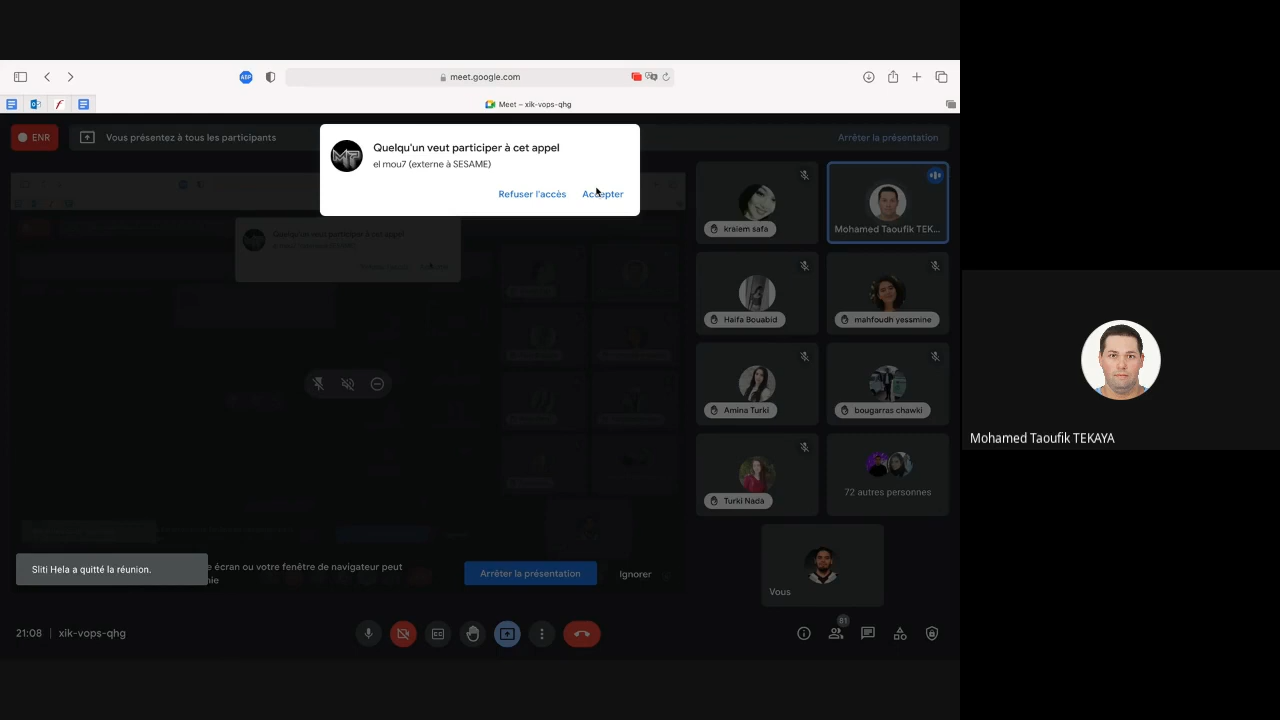 ABP
meet.google.com
Meet – xik-vops-qhg
ENR
Vous présentez à tous les participants
Arrêter la présentation
Quelqu'un veut participer à cet appel
el mou7 (externe à SESAME)
Refuser l'accès
Accepter
kraiem safa
Mohamed Taoufik TEK...
Haifa Bouabid
mahfoudh yessmine
Amina Turki
bougarras chawki
Turki Nada
72 autres personnes
Vous
Mohamed Taoufik TEKAYA
Sliti Hela a quitté la réunion.
e écran ou votre fenêtre de navigateur peut
nie
Arrêter la présentation
Ignorer
21:08 | xik-vops-qhg
81